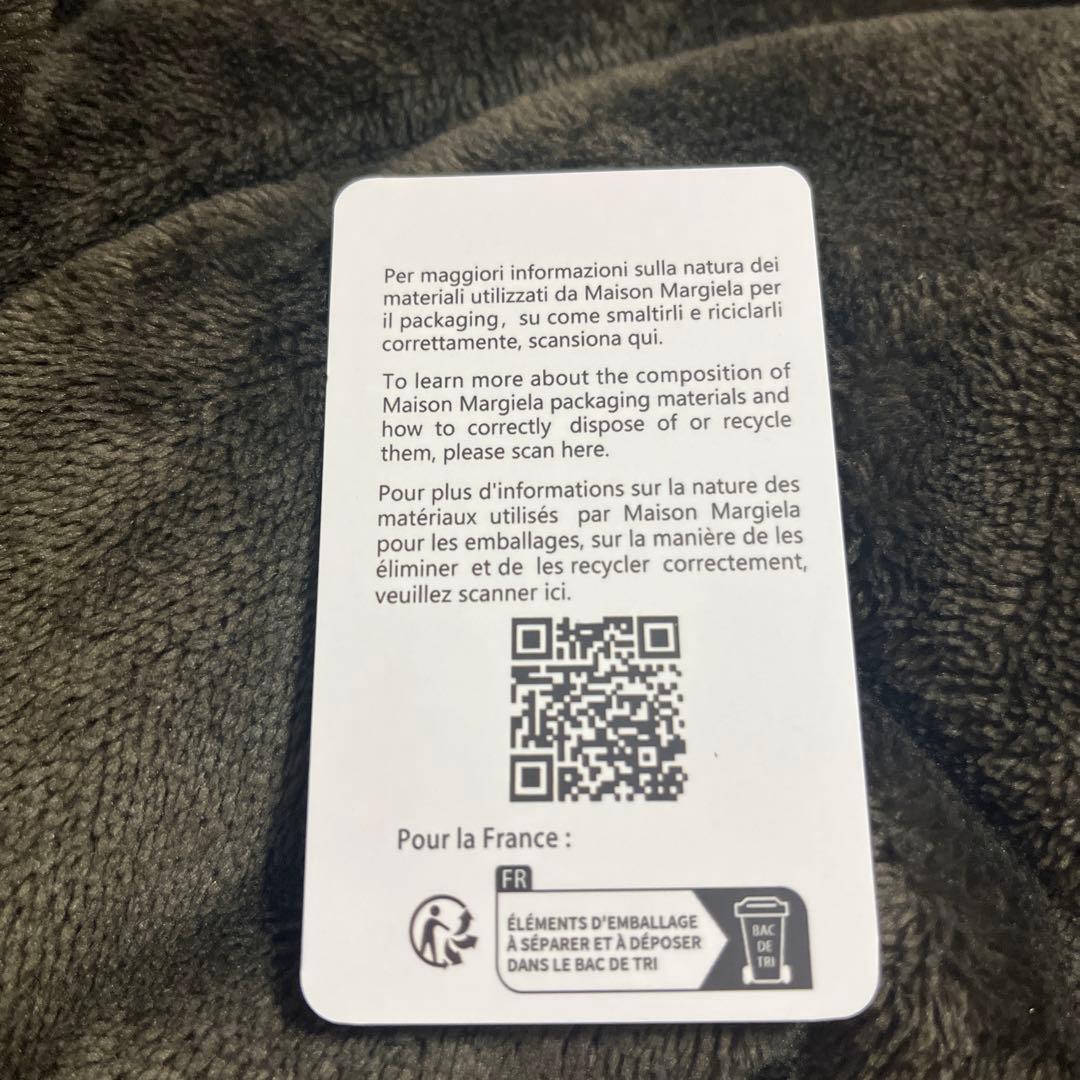 Per maggiori informazioni sulla natura dei
materiali utilizzati da Maison Margiela per
il packaging, su come smaltirli e riciclarli
correttamente, scansiona qui.
To learn more about the composition of
Maison Margiela packaging materials and
how to correctly dispose of or recycle
them, please scan here.
Pour plus d'informations sur la nature des
matériaux utilisés par Maison Margiela
pour les emballages, sur la manière de les
éliminer et de les recycler correctement,
veuillez scanner ici.
Pour la France :
FR
ÉLÉMENTS D'EMBALLAGE
À SÉPARER ET À DÉPOSER
DANS LE BAC DE TRI
BAC
DE
TRI